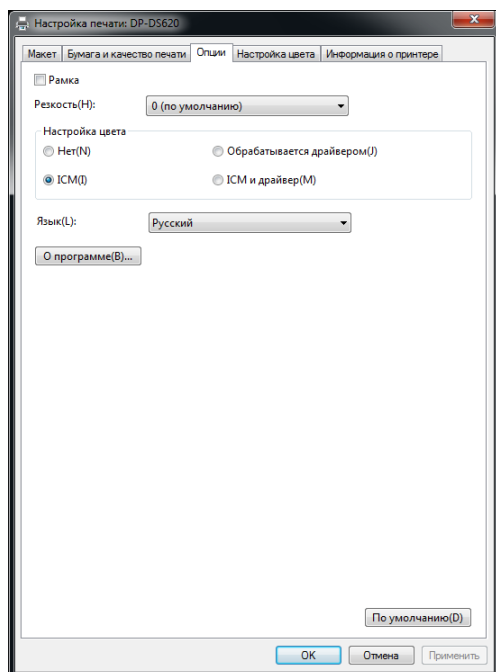 Настройка печати: DP-DS620
Макет Бумага и качество печати Опции Настройка цвета Информация о принтере
Рамка
Резкость(H): 0 (по умолчанию)
Настройка цвета
Нет(N) Обрабатывается драйвером(J)
ICM(I) ICM и драйвер(M)
Язык(L): Русский
О программе(B)...
По умолчанию(D)
OK Отмена Применить